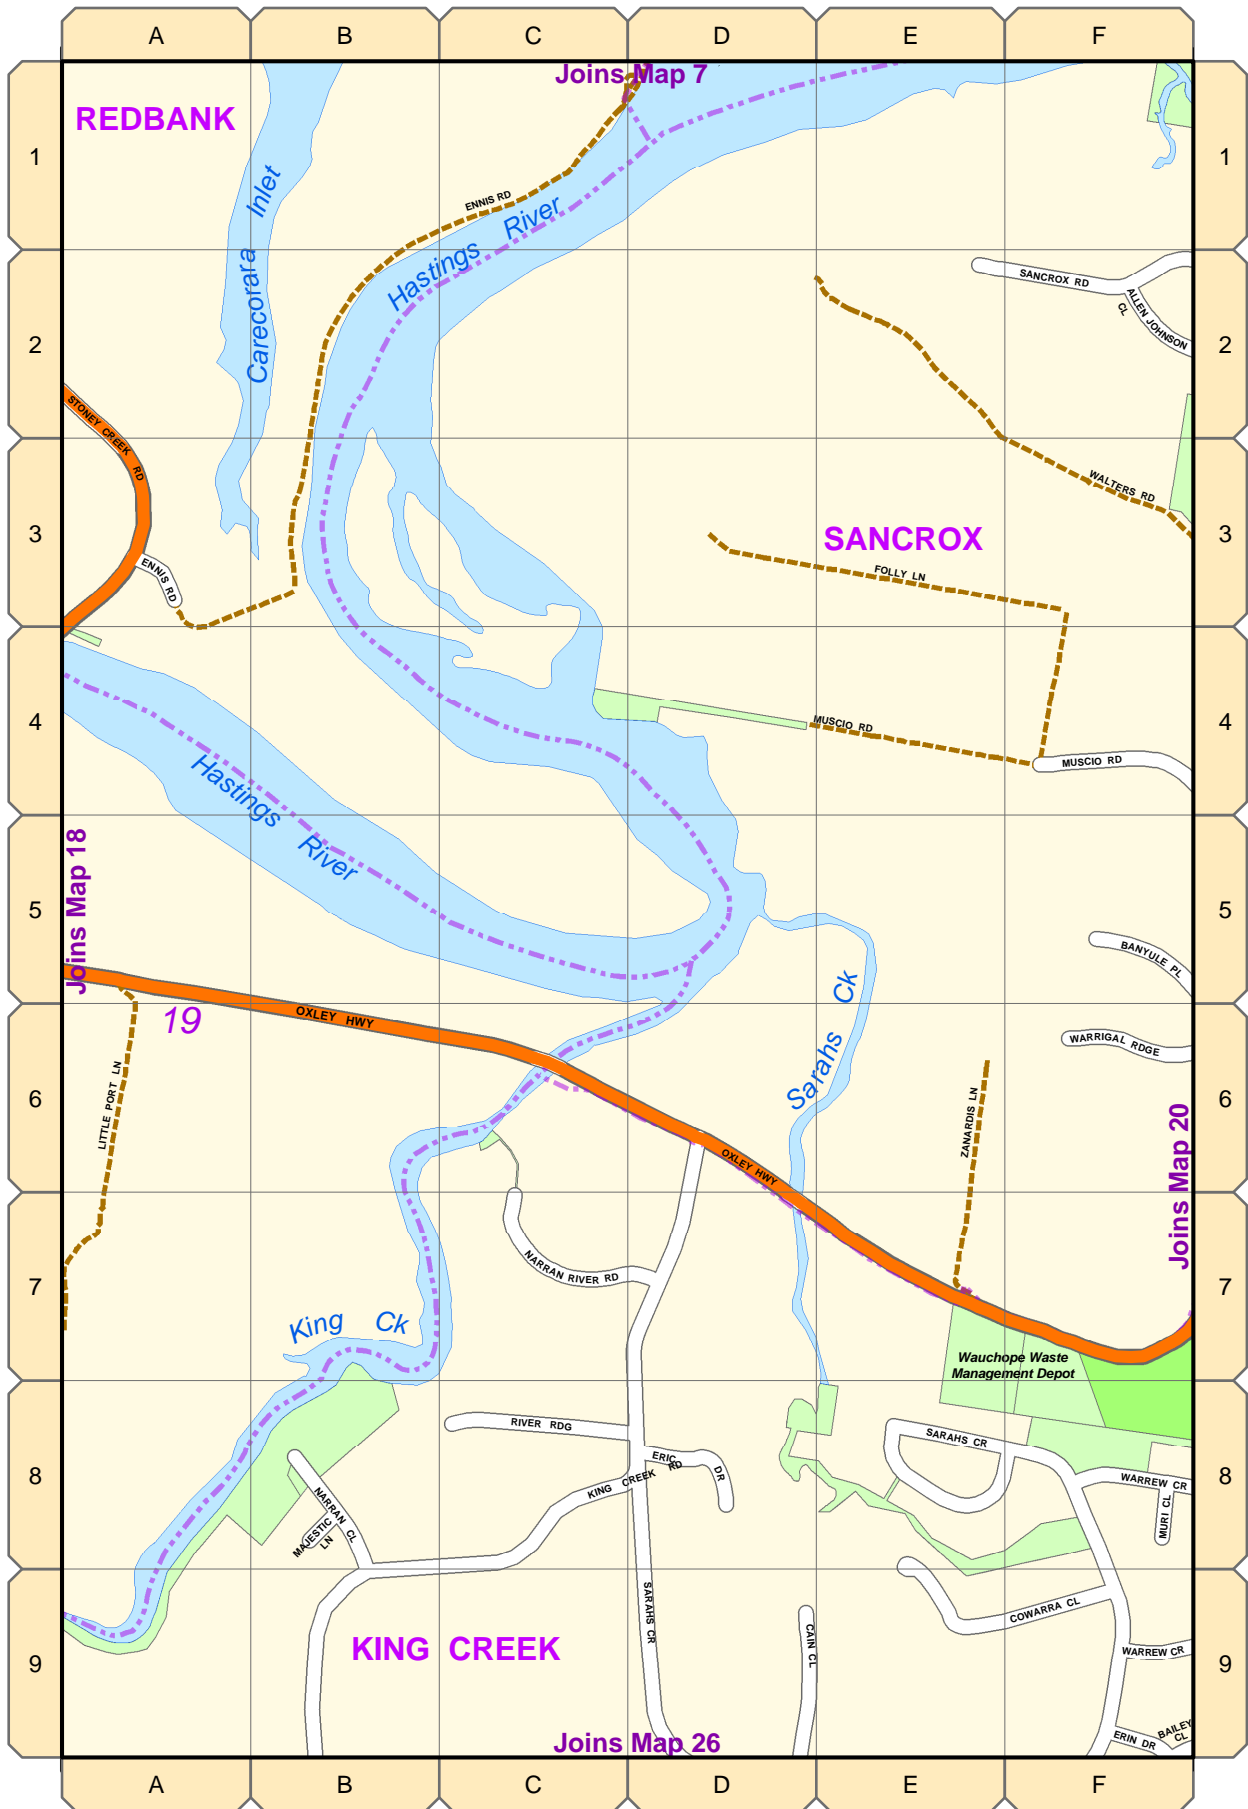 A B C D E F
Joins Map 7
REDBANK
1 1
Carecorara Inlet
ENNIS RD
Hastings River
2 2
SANCROX RD
ALLEN JOHNSON
CL
STONEY CREEK RD
WALTERS RD
3 3
SANCROX
FOLLY LN
ENNIS RD
4 4
MUSCIO RD
MUSCIO RD
Hastings River
Joins Map 18
5 5
BANYULE PL
Sarahs Ck
19
OXLEY HWY
WARRIGAL RDGE
LITTLE PORT LN
6 6
ZANARDIS LN
Joins Map 20
OXLEY HWY
NARRAN RIVER RD
7 7
King Ck
Wauchope Waste
Management Depot
RIVER RDG
SARAHS CR
ERIC
DR
KING CREEK RD
8 8
WARREW CR
MURI CL
NARRAN CL
MAJESTIC
LN
SARAHS CR
COWARRA CL
CAIN CL
KING CREEK
WARREW CR
9 9
ERIN DR
BAILEY
CL
Joins Map 26
A B C D E F